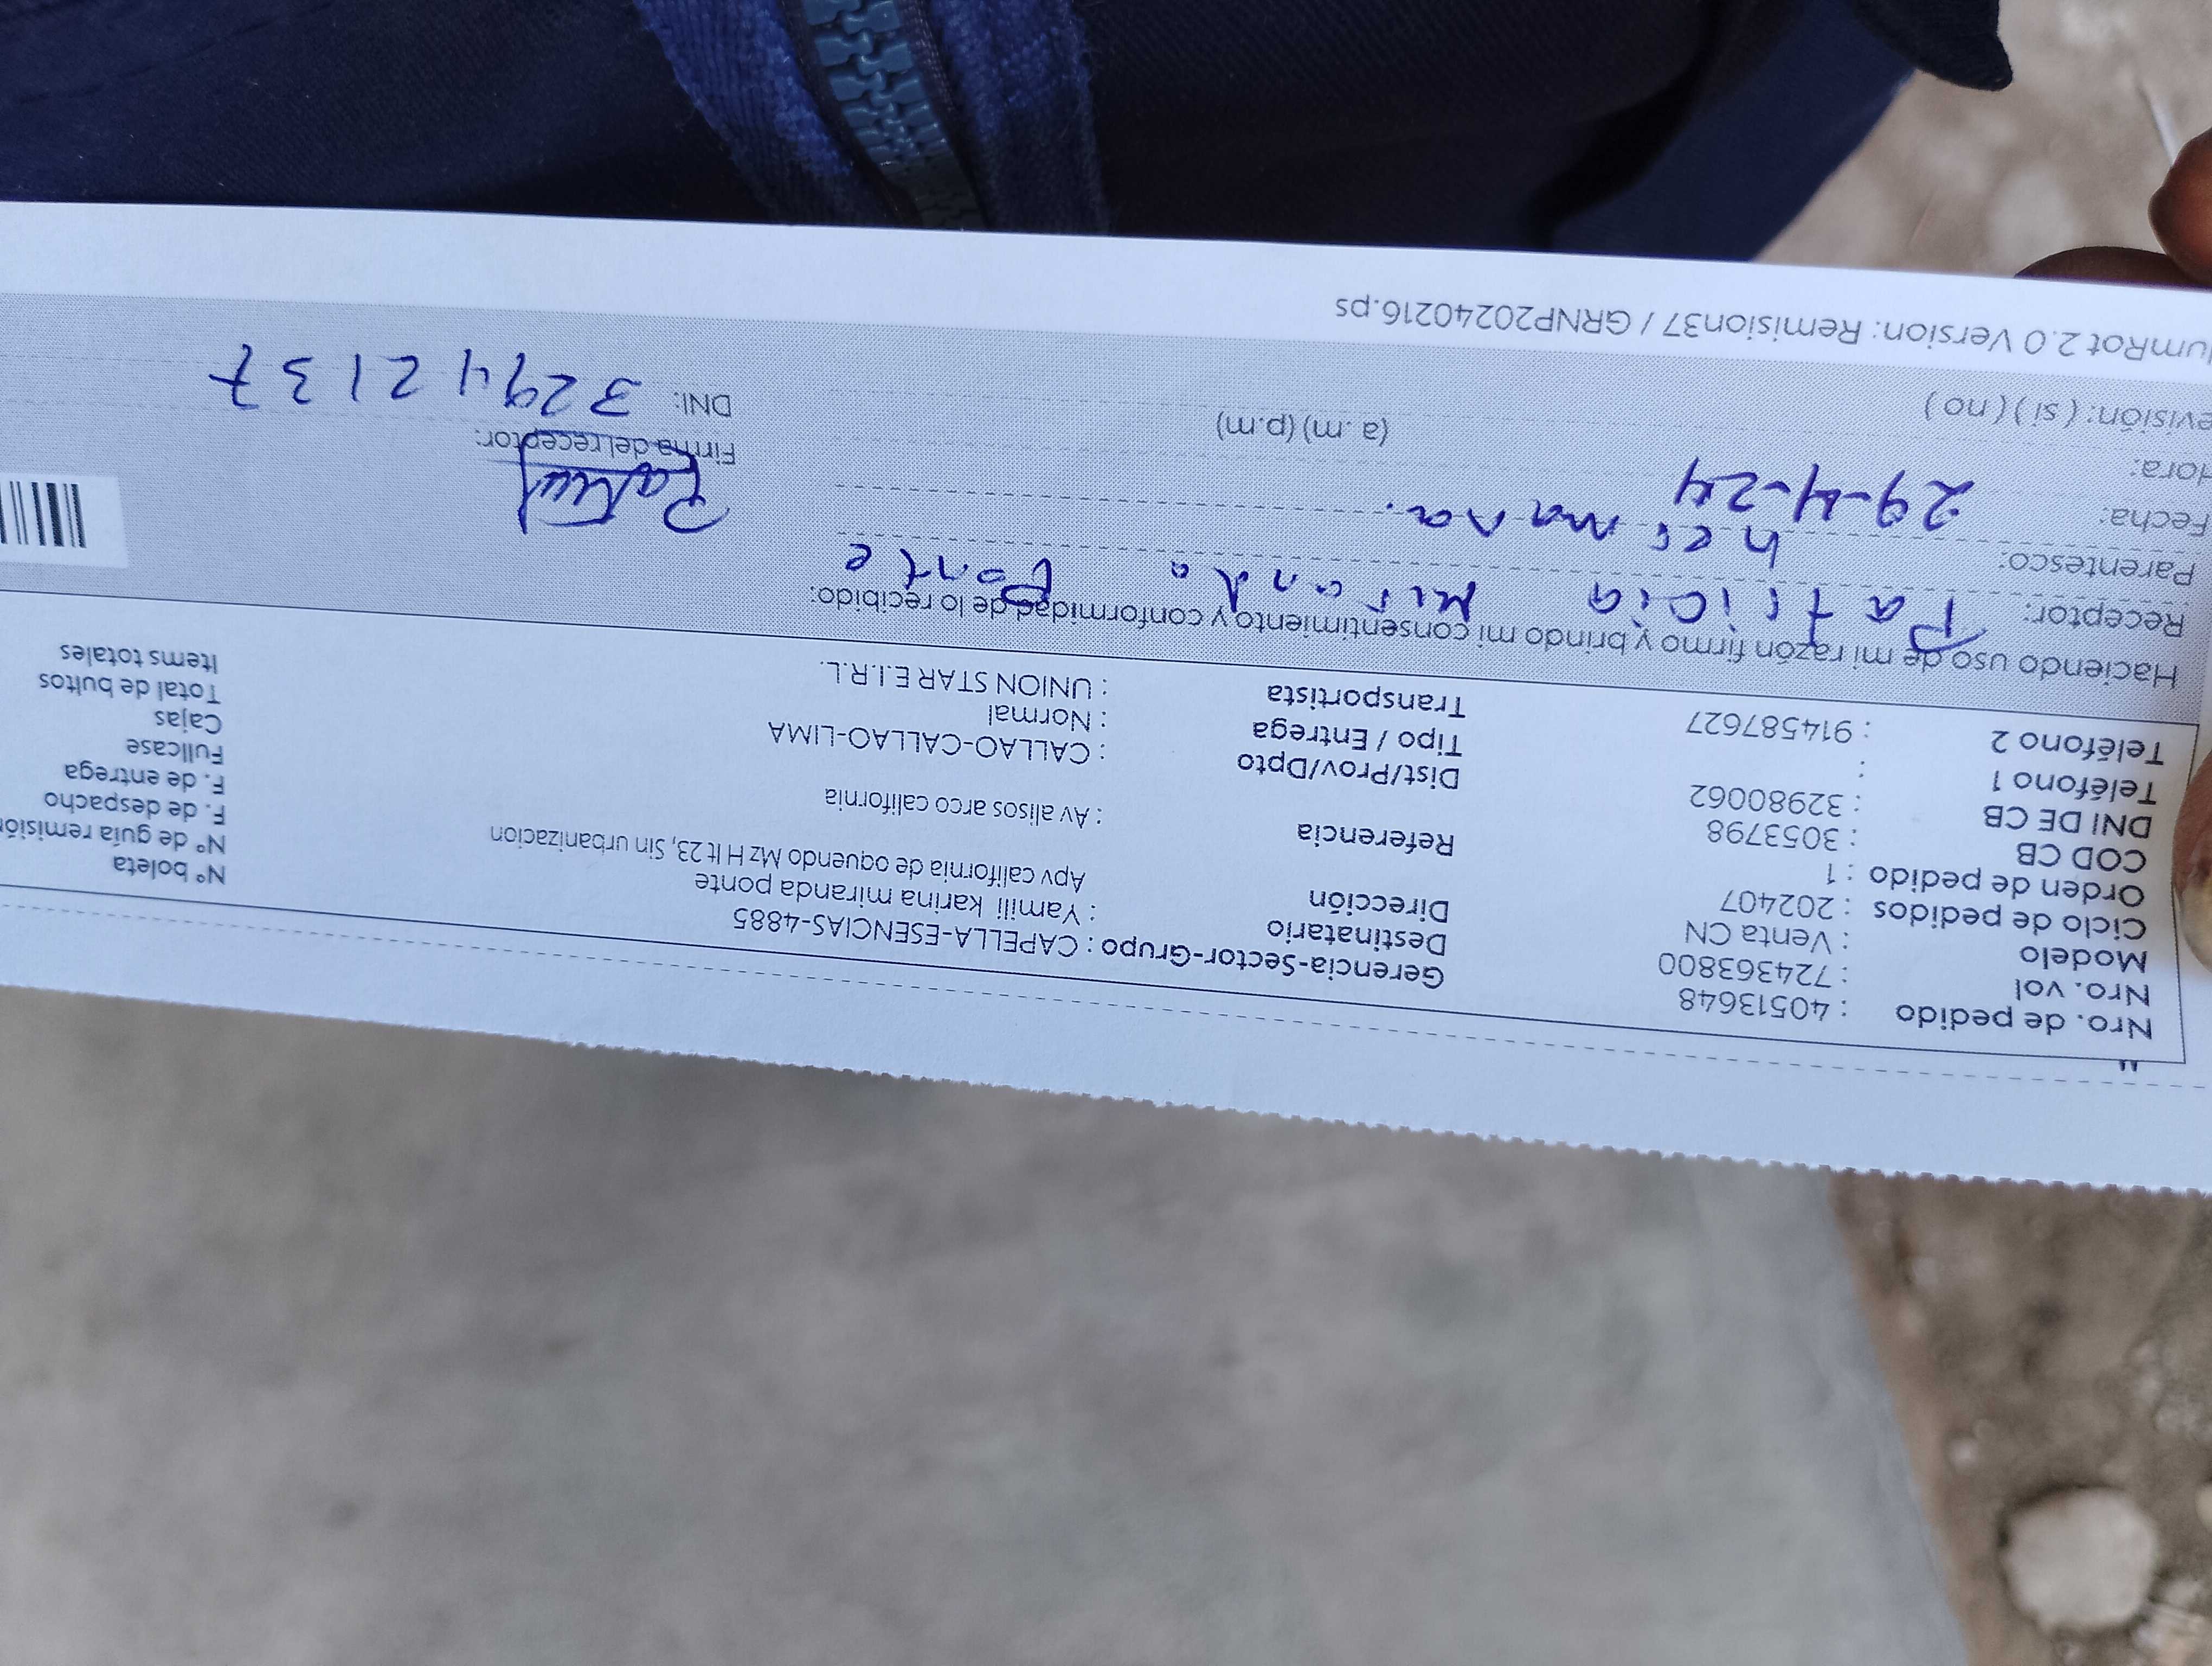 Nro. de pedido : 40513648
Nro. vol : 724363800
Modelo : Venta CN
Ciclo de pedidos : 202407
Orden de pedido : 1
COD CB : 3053798
DNI DE CB : 32980062
Teléfono 1 :
Teléfono 2 : 914587627
Gerencia-Sector-Grupo : CAPELLA-ESENCIAS-4885
Destinatario : Yamili karina miranda ponte
Dirección Apv california de oquendo Mz H lt 23, Sin urbanizacion
Referencia : Av alisos arco california
Dist/Prov/Dpto : CALLAO-CALLAO-LIMA
Tipo / Entrega : Normal
Transportista : UNION STAR E.I.R.L.
N° boleta
N° de guía remisión
F. de despacho
F. de entrega
Fullcase
Cajas
Total de bultos
Items totales
Haciendo uso de mi razón firmo y brindo mi consentimiento y conformidad de lo recibido:
Receptor: Patricia Miranda Ponte
Parentesco: hermana.
Fecha: 29-4-24
Hora: (a.m) (p.m)
evisión: ( si ) ( no )
Firma del receptor:
DNI: 32942137
umRot 2.0 Version: Remision37 / GRNP20240216.ps